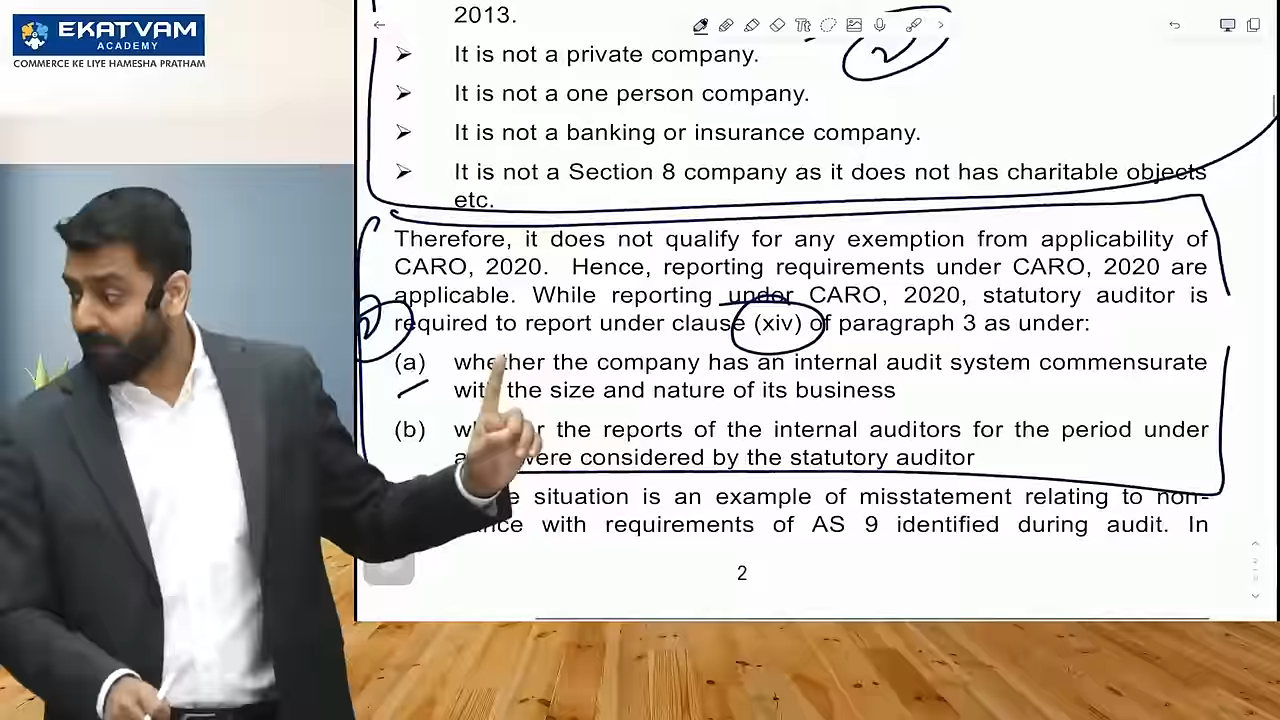 EKATVAM
ACADEMY
COMMERCE KE LIYE HAMESHA PRATHAM
2013.
➤ It is not a private company.
2
➤ It is not a one person company.
➤ It is not a banking or insurance company.
➤ It is not a Section 8 company as it does not has charitable objects
etc.
Therefore, it does not qualify for any exemption from applicability of
CARO, 2020. Hence, reporting requirements under CARO, 2020 are
applicable. While reporting under CARO, 2020, statutory auditor is
required to report under clause (xiv) of paragraph 3 as under:
(a) whether the company has an internal audit system commensurate
with the size and nature of its business
(b) the reports of the internal auditors for the period under
were considered by the statutory auditor
situation is an example of misstatement relating to non-
with requirements of AS 9 identified during audit. In
2